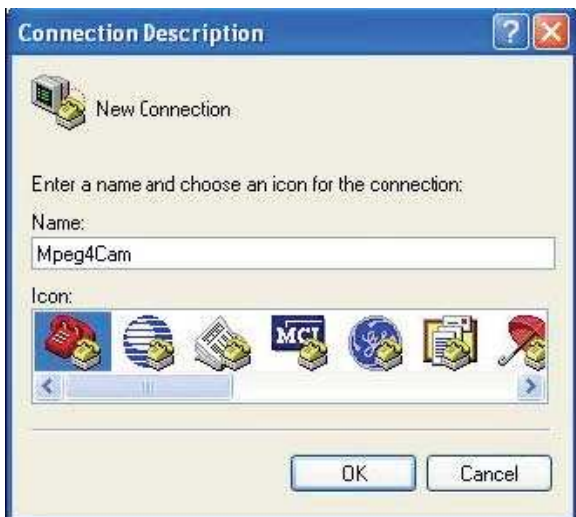 Connection Description
New Connection
Enter a name and choose an icon for the connection:
Name:
Mpeg4Cam
Icon:
MCI
OK Cancel